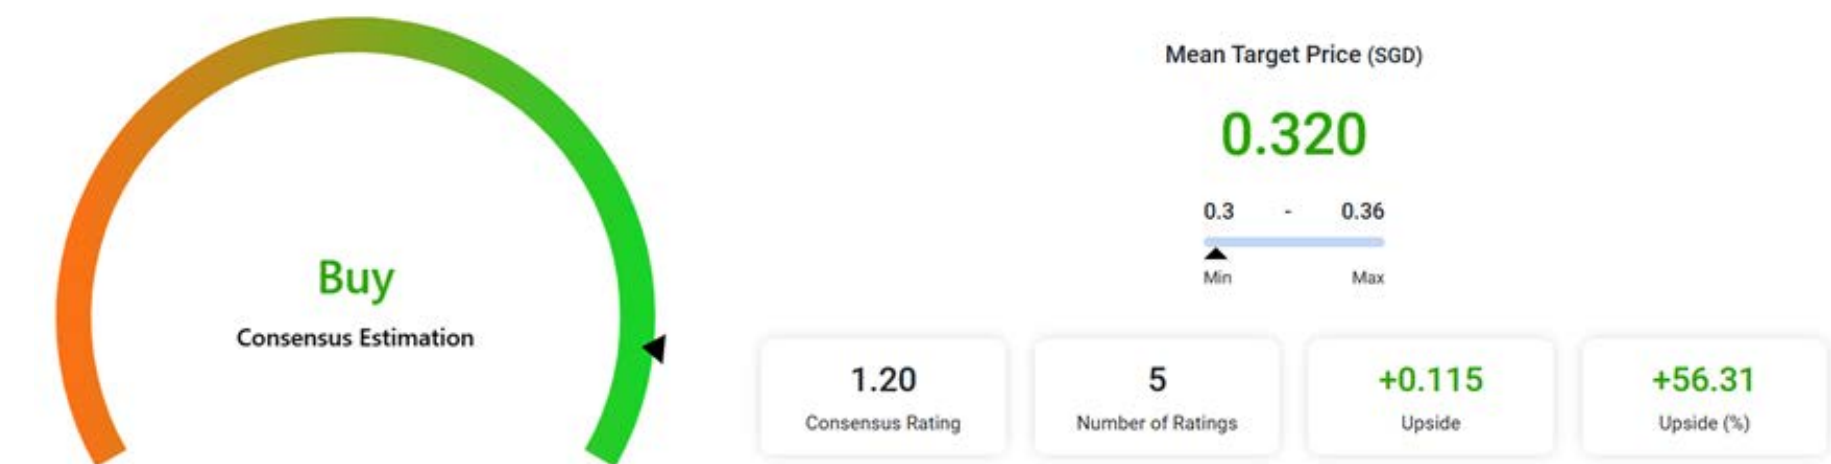 Buy
Consensus Estimation
Mean Target Price (SGD)
0.320
0.3 - 0.36
Min Max
1.20
Consensus Rating
5
Number of Ratings
+0.115
Upside
+56.31
Upside (%)